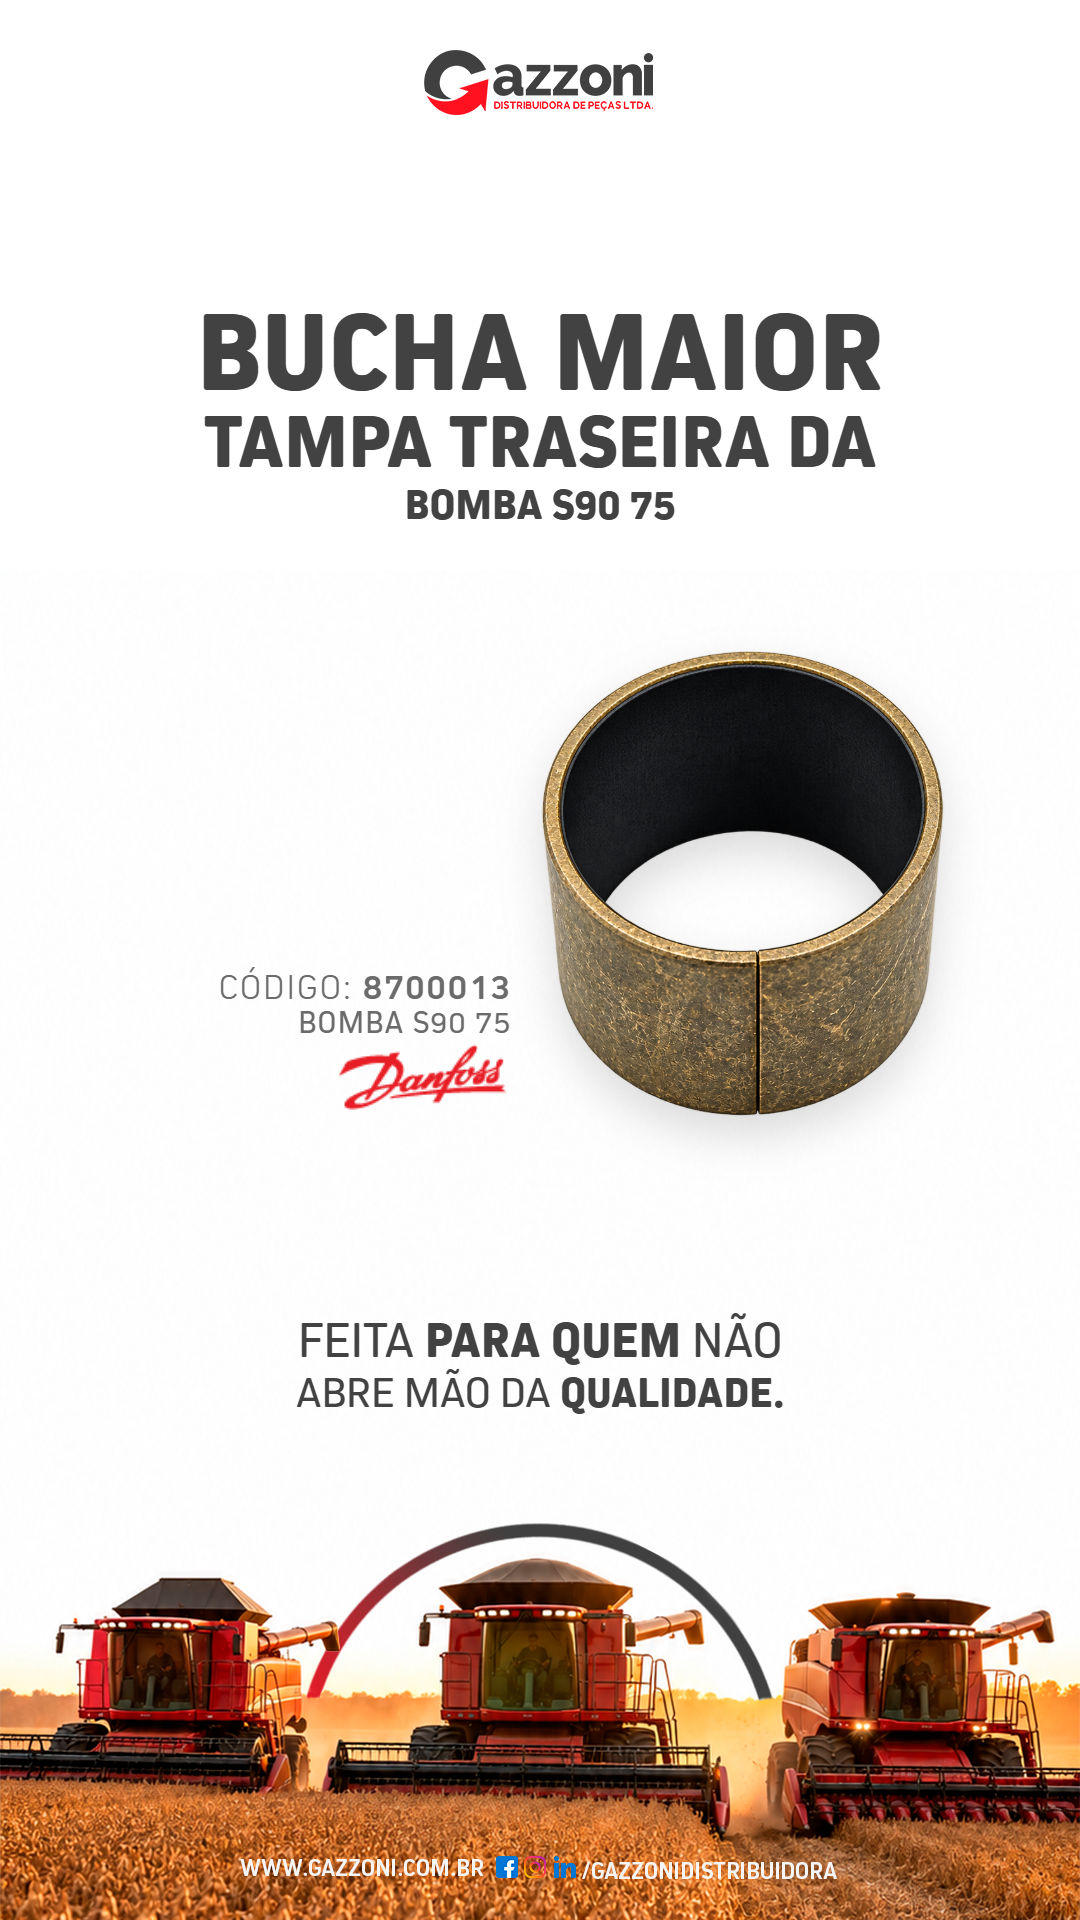 Gazzoni
DISTRIBUIDORA DE PEÇAS LTDA.
BUCHA MAIOR
TAMPA TRASEIRA DA
BOMBA S90 75
CÓDIGO: 8700013
BOMBA S90 75
Danfoss
FEITA PARA QUEM NÃO
ABRE MÃO DA QUALIDADE.
WWW.GAZZONI.COM.BR /GAZZONIDISTRIBUIDORA